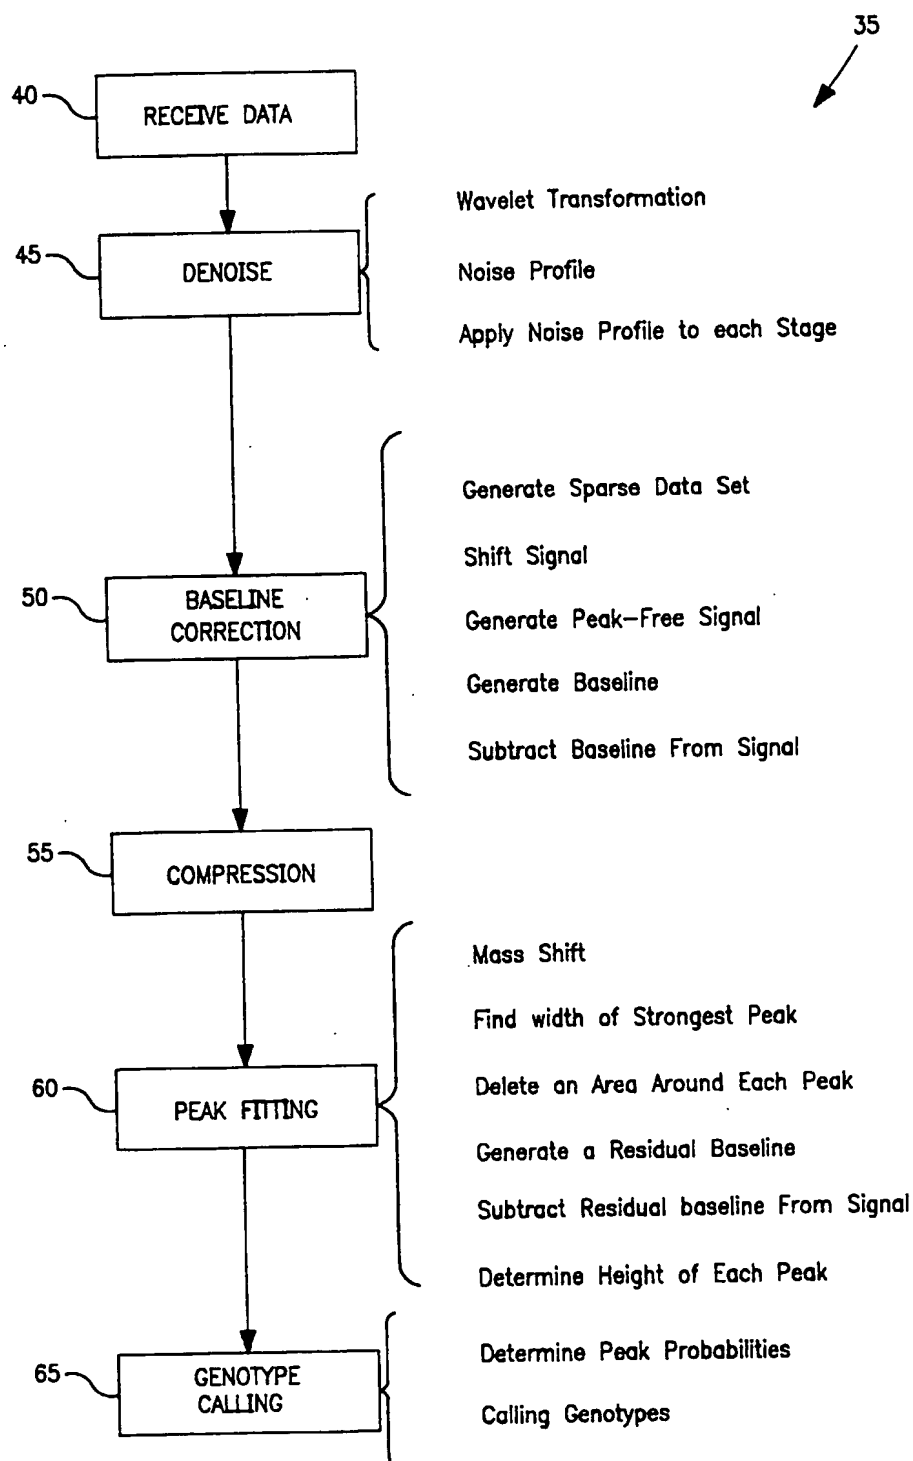 35
40
RECEIVE DATA
Wavelet Transformation
45
DENOISE
Noise Profile
Apply Noise Profile to each Stage
Generate Sparse Data Set
Shift Signal
50
BASELINE
CORRECTION
Generate Peak-Free Signal
Generate Baseline
Subtract Baseline From Signal
55
COMPRESSION
Mass Shift
Find width of Strongest Peak
60
PEAK FITTING
Delete an Area Around Each Peak
Generate a Residual Baseline
Subtract Residual baseline From Signal
Determine Height of Each Peak
65
GENOTYPE
CALLING
Determine Peak Probabilities
Calling Genotypes